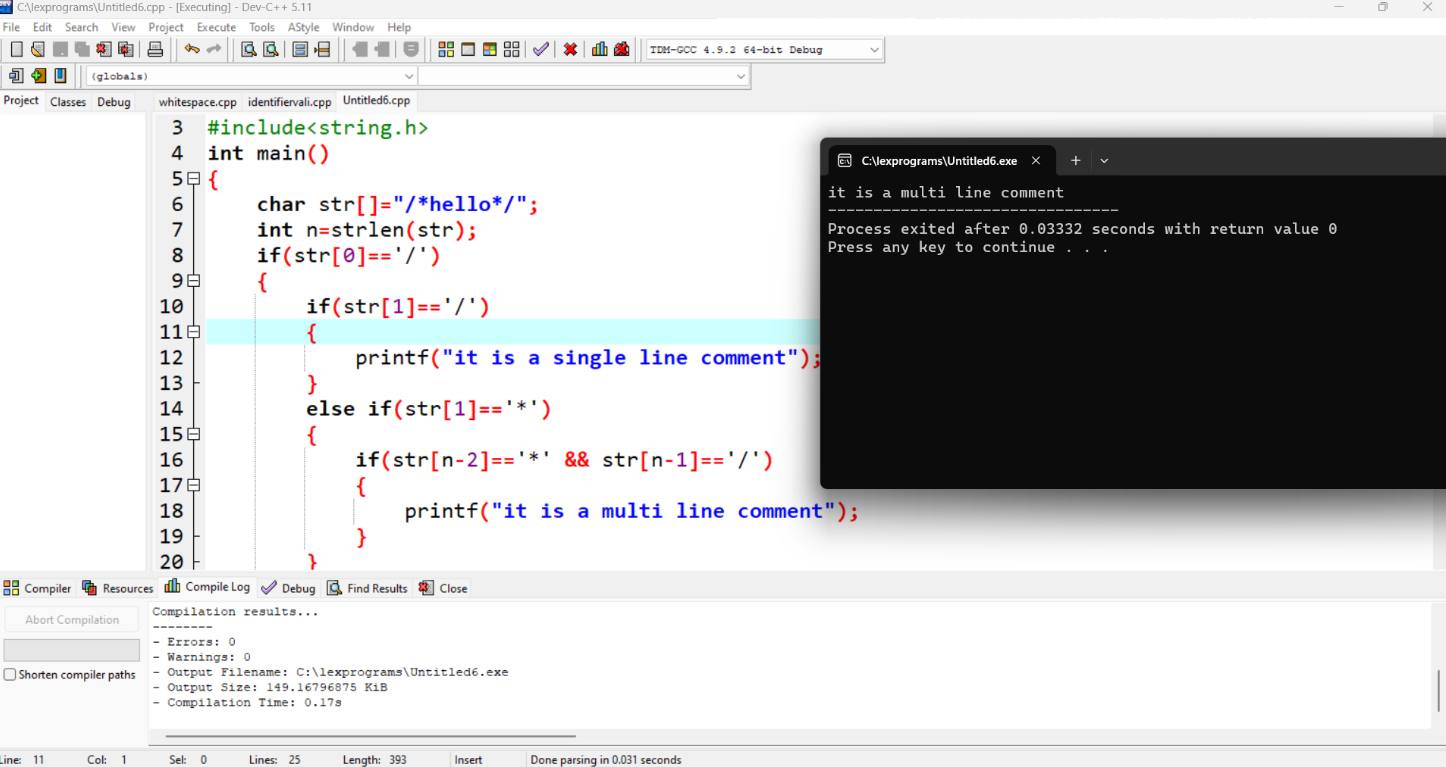 C:\lexprograms\Untitled6.cpp - [Executing] - Dev-C++ 5.11
File Edit Search View Project Execute Tools AStyle Window Help
TDM-GCC 4.9.2 64-bit Debug
(globals)
Project Classes Debug
whitespace.cpp identifiervali.cpp Untitled6.cpp
3 #include<string.h>
4 int main()
5 {
6 char str[]="/*hello*/";
7 int n=strlen(str);
8 if(str[0]=='/')
9 {
10 if(str[1]=='/')
11 {
12 printf("it is a single line comment");
13 }
14 else if(str[1]=='*')
15 {
16 if(str[n-2]=='*' && str[n-1]=='/')
17 {
18 printf("it is a multi line comment");
19 }
20 }
C:\lexprograms\Untitled6.exe
it is a multi line comment
--------------------------------
Process exited after 0.03332 seconds with return value 0
Press any key to continue . . .
Compiler Resources Compile Log Debug Find Results Close
Abort Compilation
Shorten compiler paths
Compilation results...
--------
- Errors: 0
- Warnings: 0
- Output Filename: C:\lexprograms\Untitled6.exe
- Output Size: 149.16796875 KiB
- Compilation Time: 0.17s
Line: 11 Col: 1 Sel: 0 Lines: 25 Length: 393 Insert Done parsing in 0.031 seconds